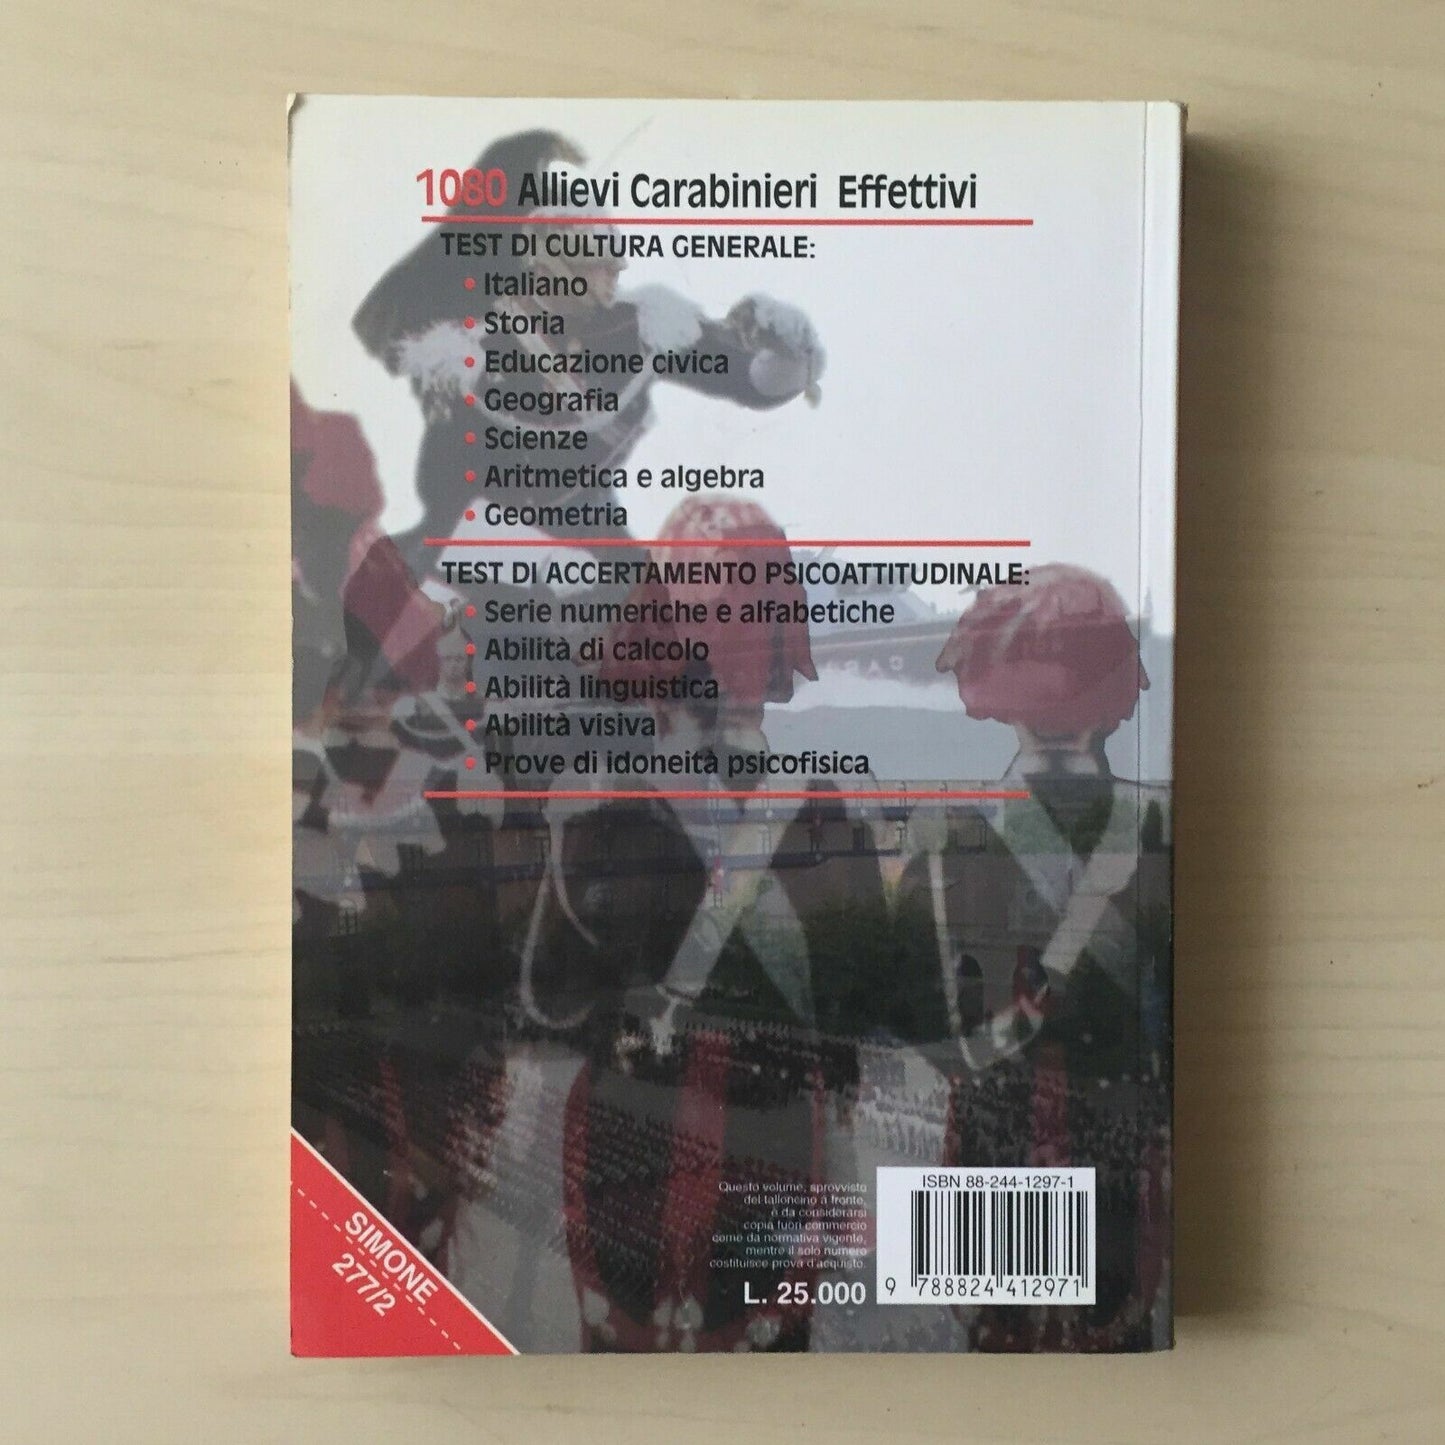 1080 Allievi Carabinieri Effettivi
TEST DI CULTURA GENERALE:
• Italiano
• Storia
• Educazione civica
• Geografia
• Scienze
• Aritmetica e algebra
• Geometria
TEST DI ACCERTAMENTO PSICOATTITUDINALE:
• Serie numeriche e alfabetiche
• Abilità di calcolo
• Abilità linguistica
• Abilità visiva
• Prove di idoneità psicofisica
SIMONE
277/2
Questo volume, sprovvisto
del talloncino a fronte,
è da considerarsi
copia fuori commercio
come da normativa vigente,
mentre il solo numero
costituisce prova d'acquisto.
L. 25.000
ISBN 88-244-1297-1
9 788824 412971